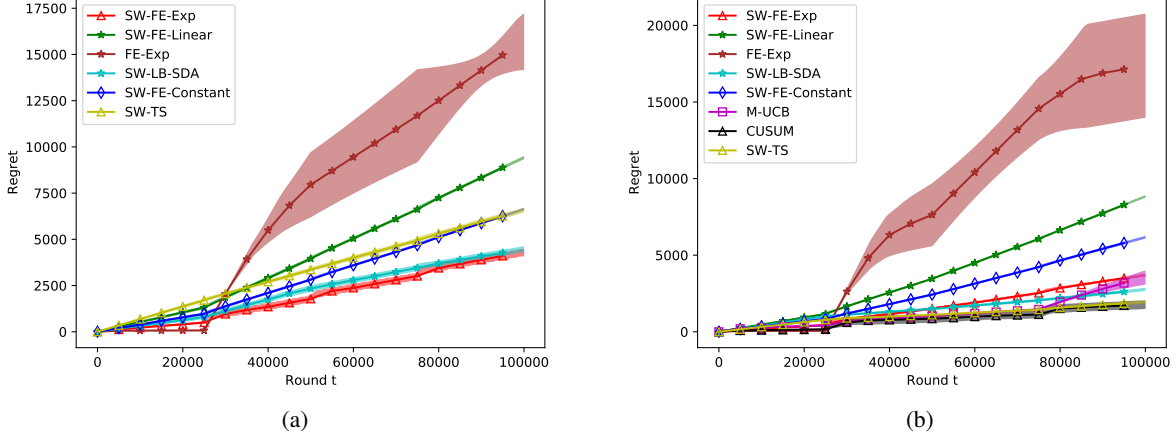 17500
15000
12500
10000
7500
5000
2500
0
Regret
SW-FE-Exp
SW-FE-Linear
FE-Exp
SW-LB-SDA
SW-FE-Constant
SW-TS
0 20000 40000 60000 80000 100000
Round t
(a)
20000
15000
10000
5000
0
Regret
SW-FE-Exp
SW-FE-Linear
FE-Exp
SW-LB-SDA
SW-FE-Constant
M-UCB
CUSUM
SW-TS
0 20000 40000 60000 80000 100000
Round t
(b)